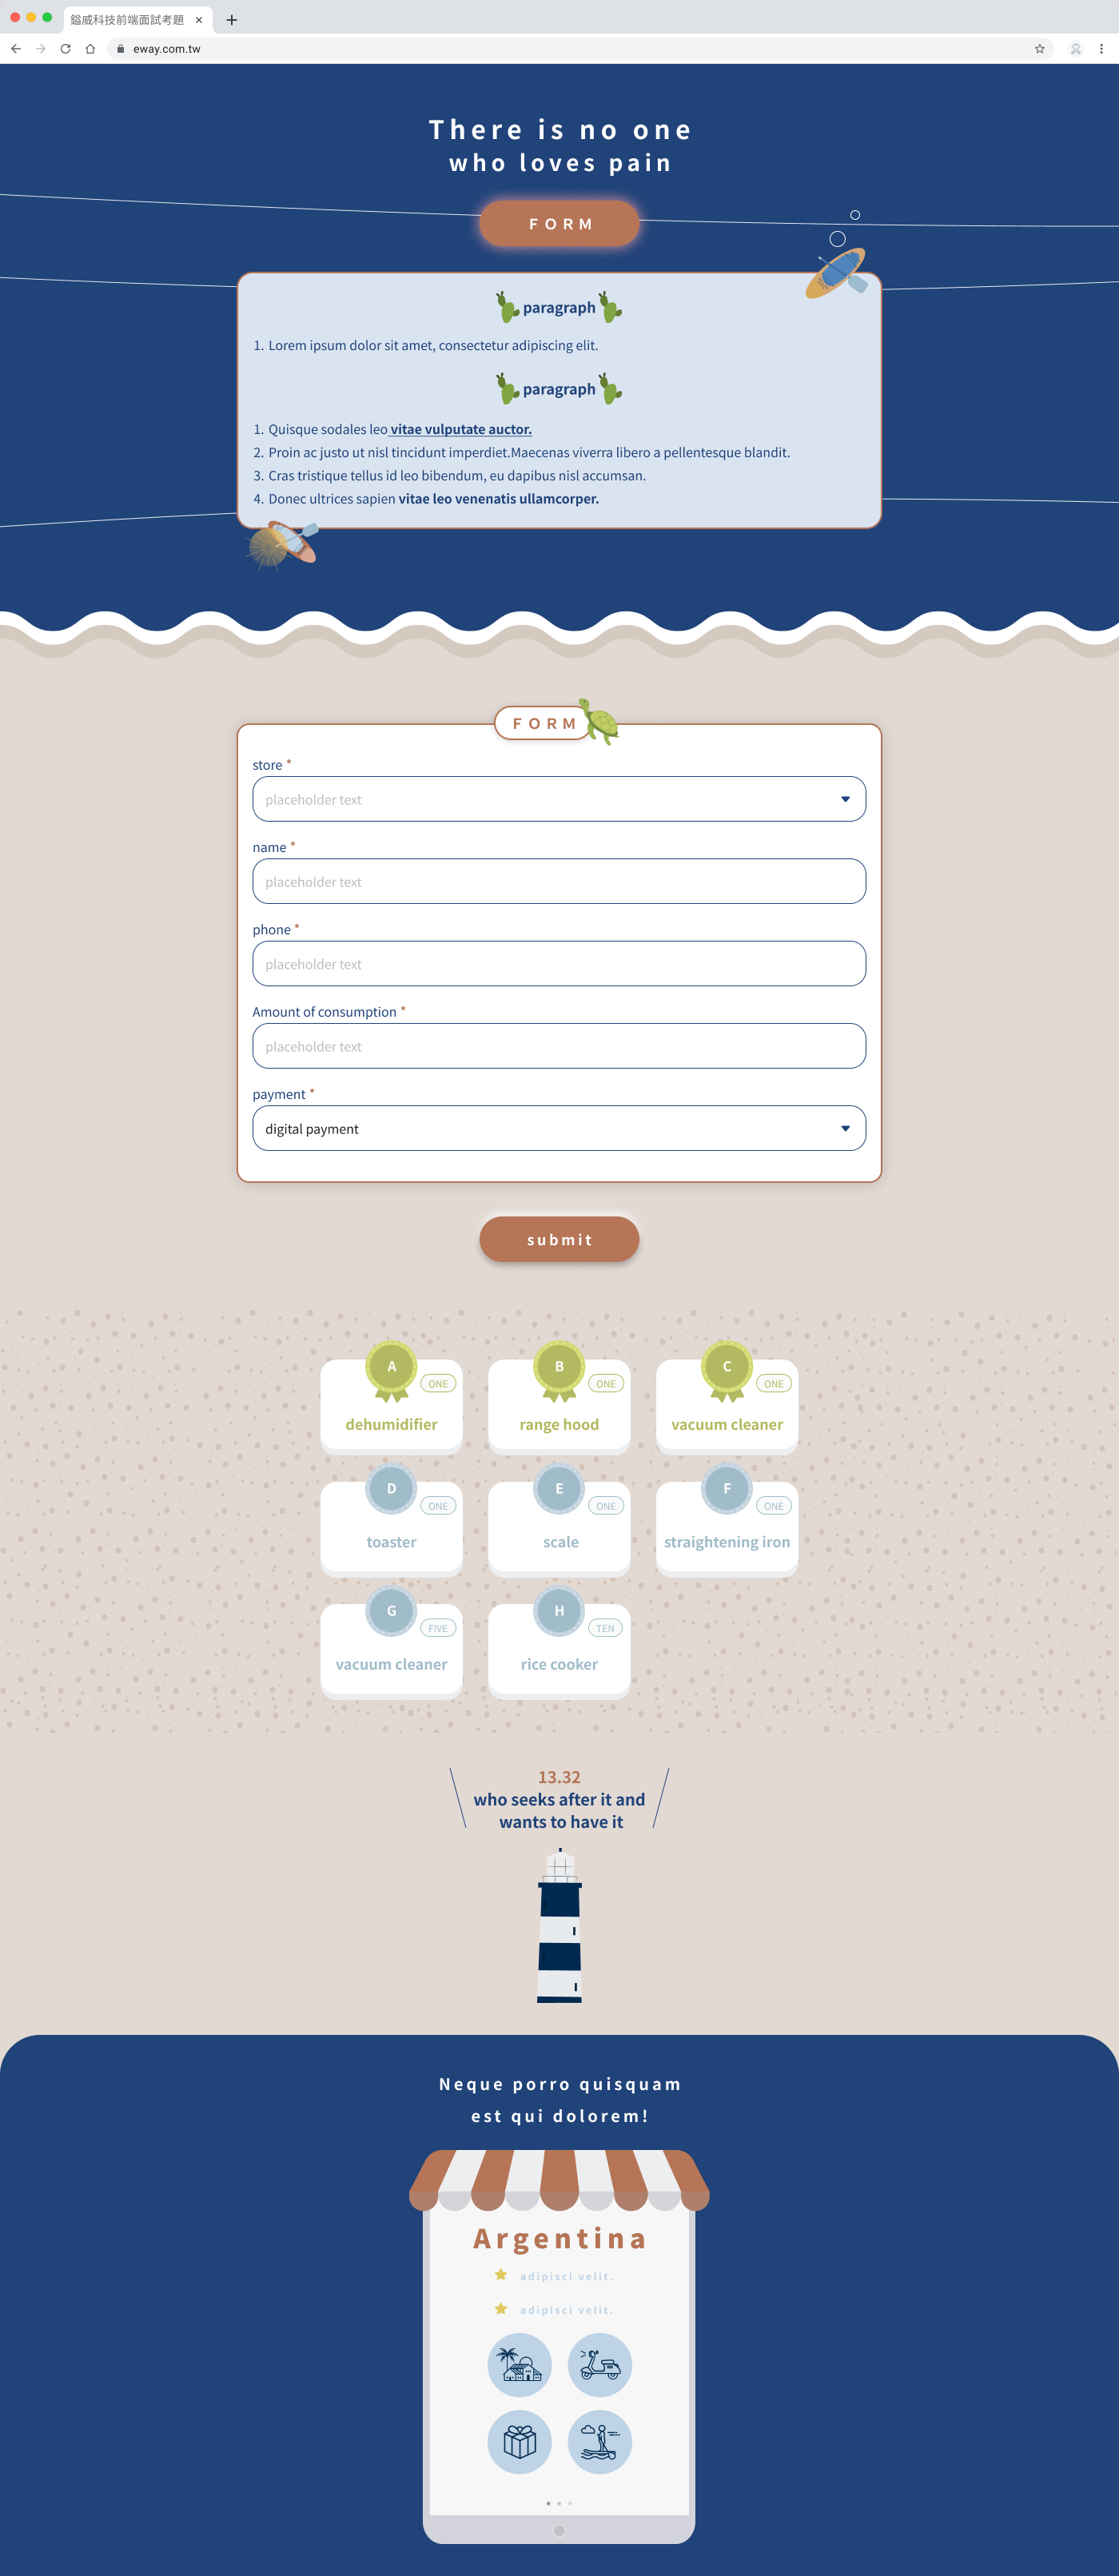 鎰威科技前端面試考題
eway.com.tw
There is no one
who loves pain
FORM
paragraph
1. Lorem ipsum dolor sit amet, consectetur adipiscing elit.
paragraph
1. Quisque sodales leo vitae vulputate auctor.
2. Proin ac justo ut nisl tincidunt imperdiet.Maecenas viverra libero a pellentesque blandit.
3. Cras tristique tellus id leo bibendum, eu dapibus nisl accumsan.
4. Donec ultrices sapien vitae leo venenatis ullamcorper.
FORM
store *
placeholder text
name *
placeholder text
phone *
placeholder text
Amount of consumption *
placeholder text
payment *
digital payment
submit
A
ONE
dehumidifier
B
ONE
range hood
C
ONE
vacuum cleaner
D
ONE
toaster
E
ONE
scale
F
ONE
straightening iron
G
FIVE
vacuum cleaner
H
TEN
rice cooker
13.32
who seeks after it and
wants to have it
Neque porro quisquam
est qui dolorem!
Argentina
adipisci velit.
adipisci velit.